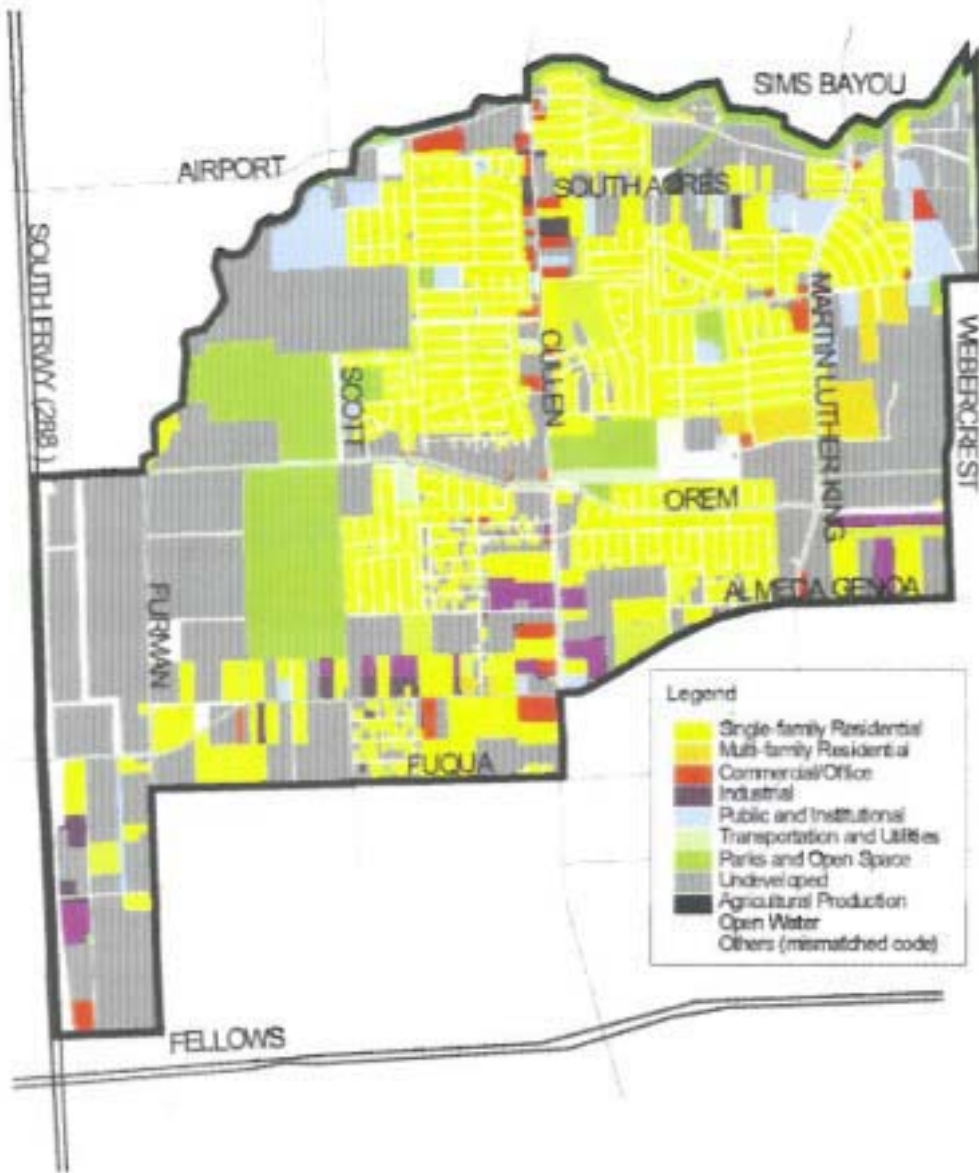 SIMS BAYOU
AIRPORT
SOUTH ACRES
SOUTH FRWY (288)
MARTIN LUTHER KING
WEBERCREST
CULLEN
SCOTT
OREM
FURMAN
ALMEDA GENOA
FUQUA
Legend
Single-family Residential
Multi-family Residential
Commercial/Office
Industrial
Public and Institutional
Transportation and Utilities
Parks and Open Space
Undeveloped
Agricultural Production
Open Water
Others (mismatched code)
FELLOWS